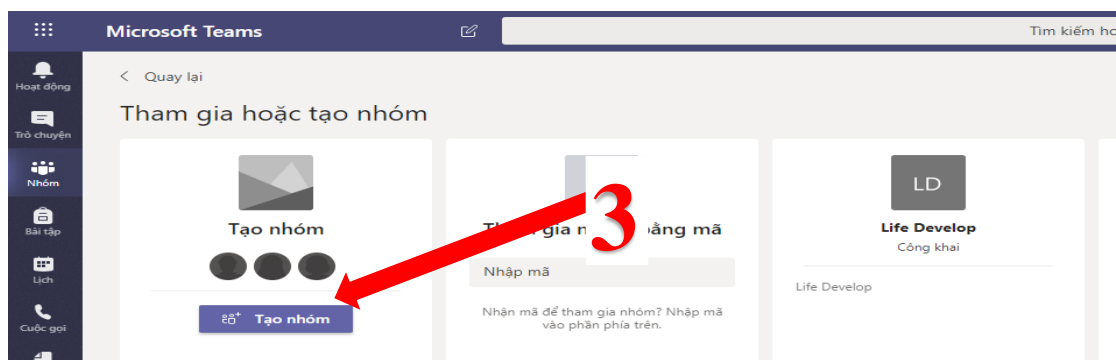 Microsoft Teams
Tìm kiếm
Hoạt động
Trò chuyện
Nhóm
Bài tập
Lịch
Cuộc gọi
Quay lại
Tham gia hoặc tạo nhóm
Tạo nhóm
Tạo nhóm
3
gia
mã
Nhập mã
Nhận mã để tham gia nhóm? Nhập mã
vào phần phía trên.
LD
Life Develop
Công khai
Life Develop